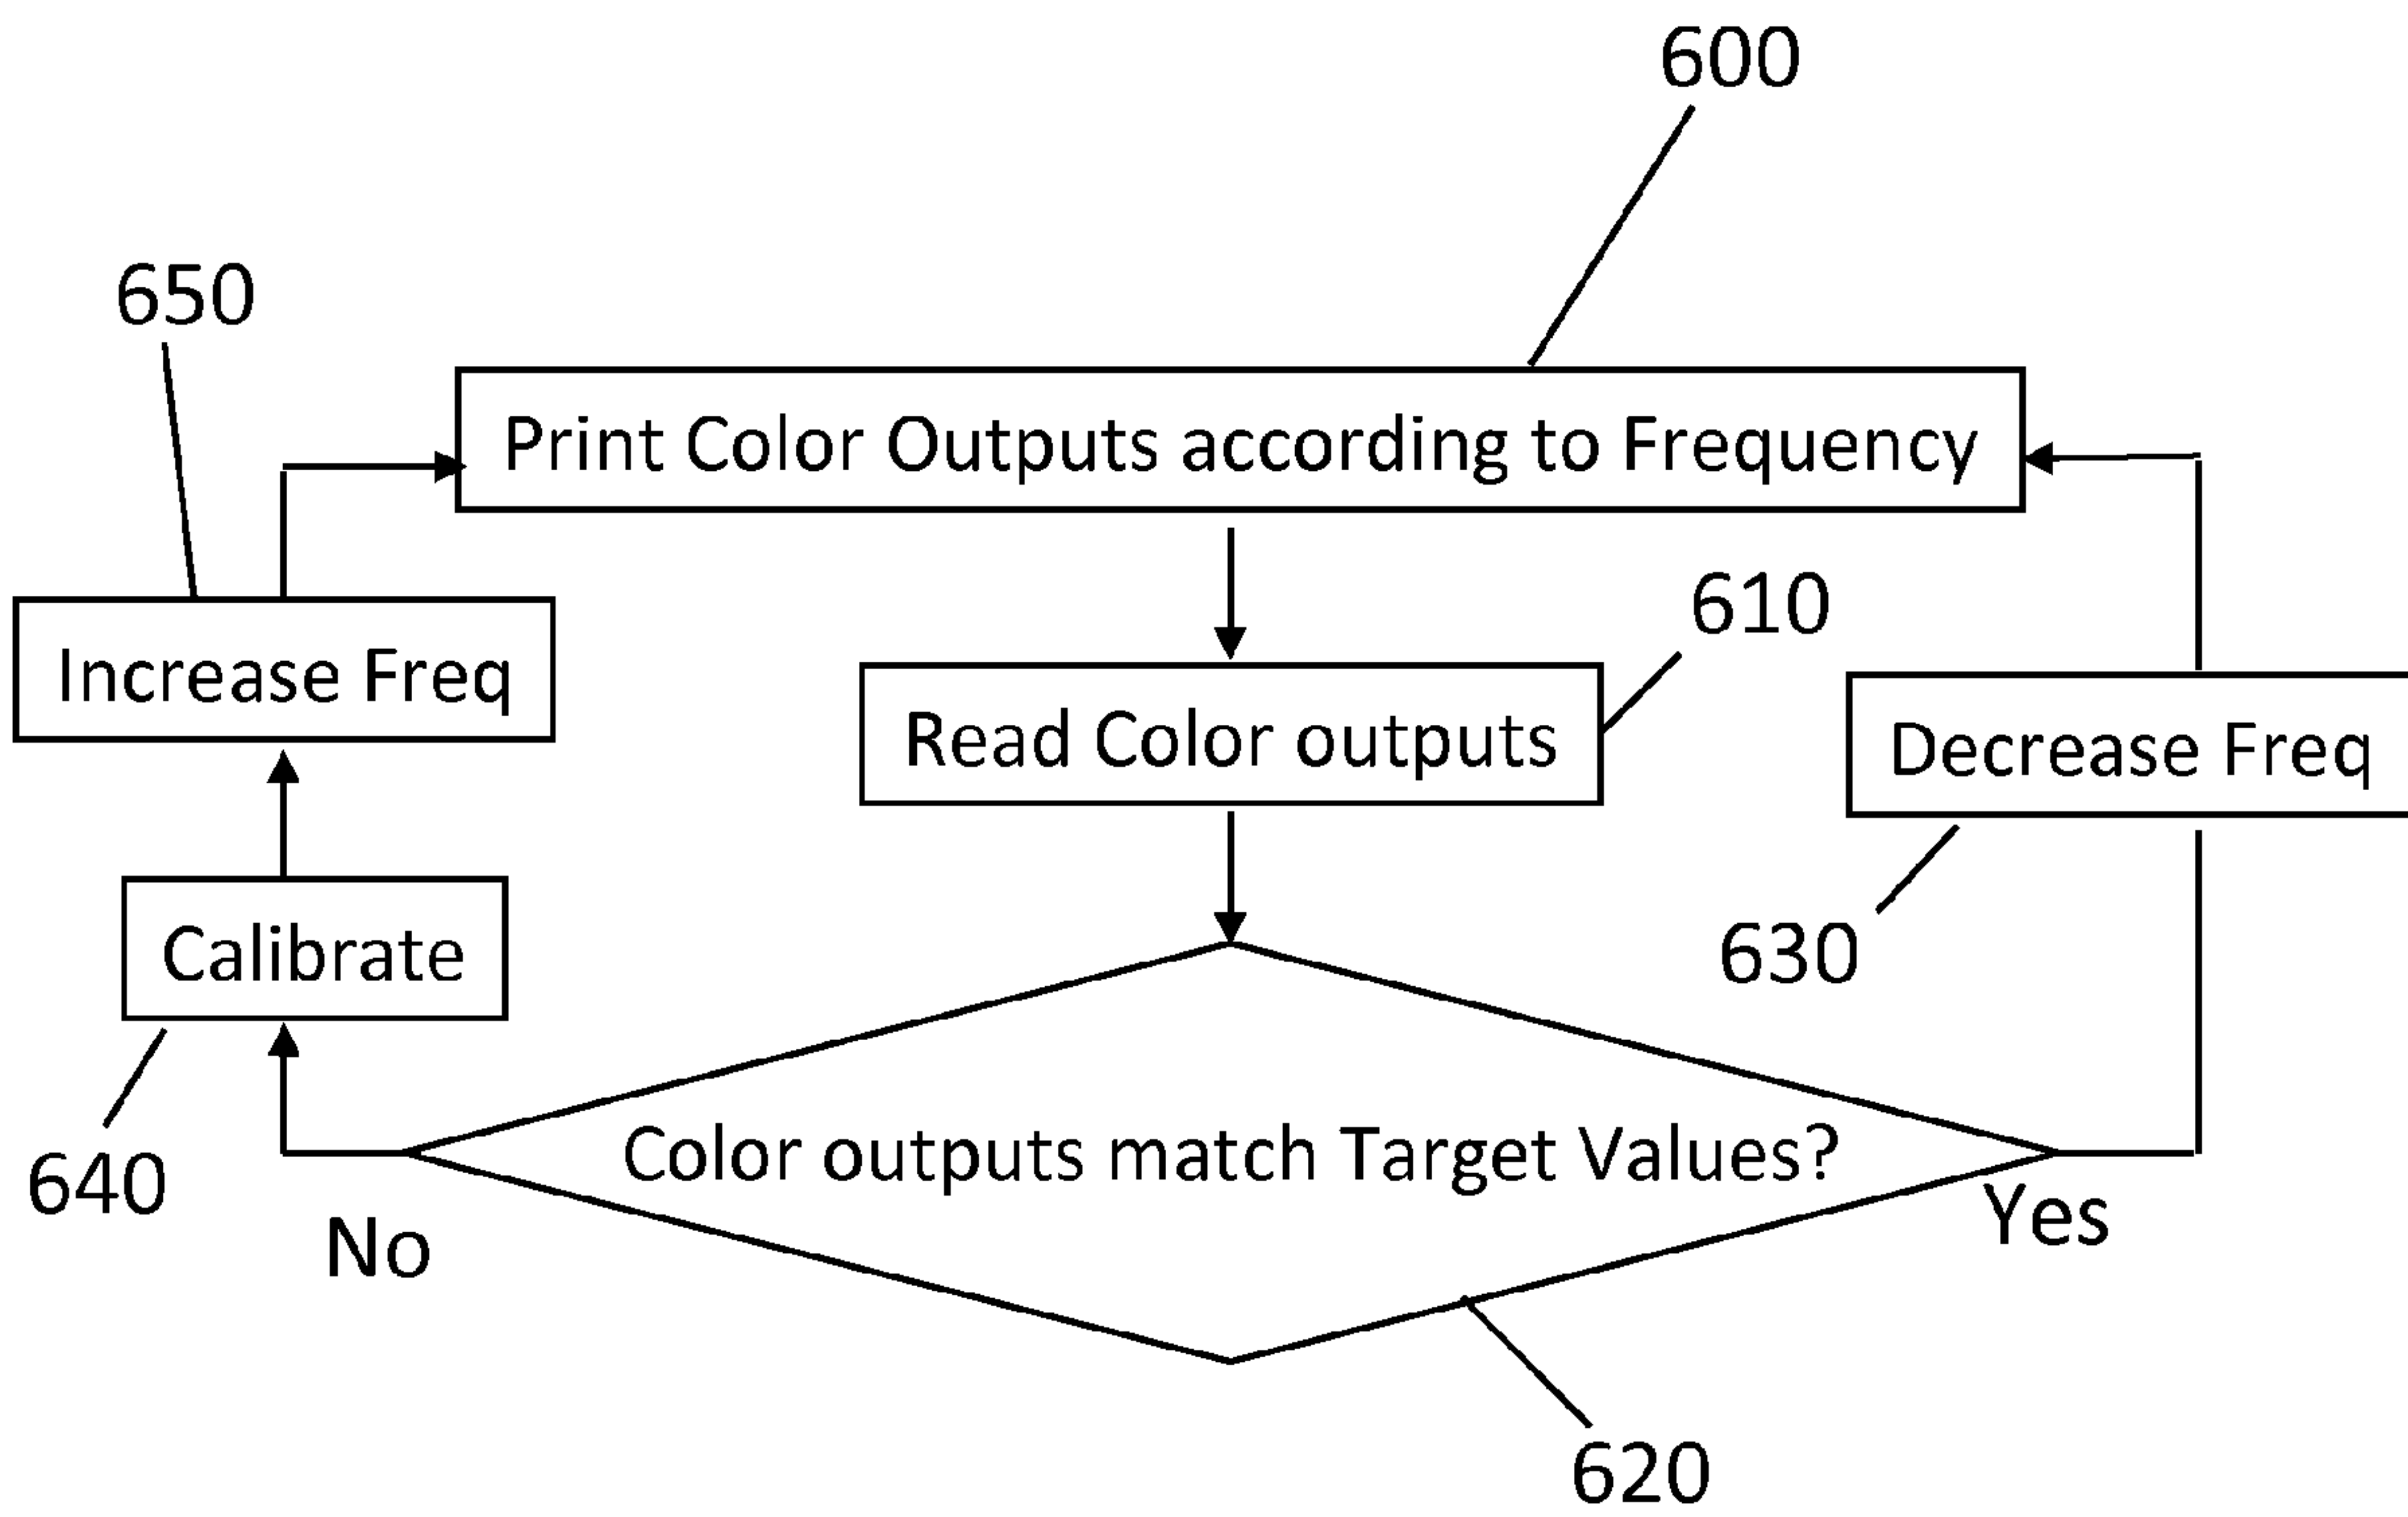 600
650
Print Color Outputs according to Frequency
610
Increase Freq
Read Color outputs
Decrease Freq
Calibrate
630
Color outputs match Target Values?
640
Yes
No
620